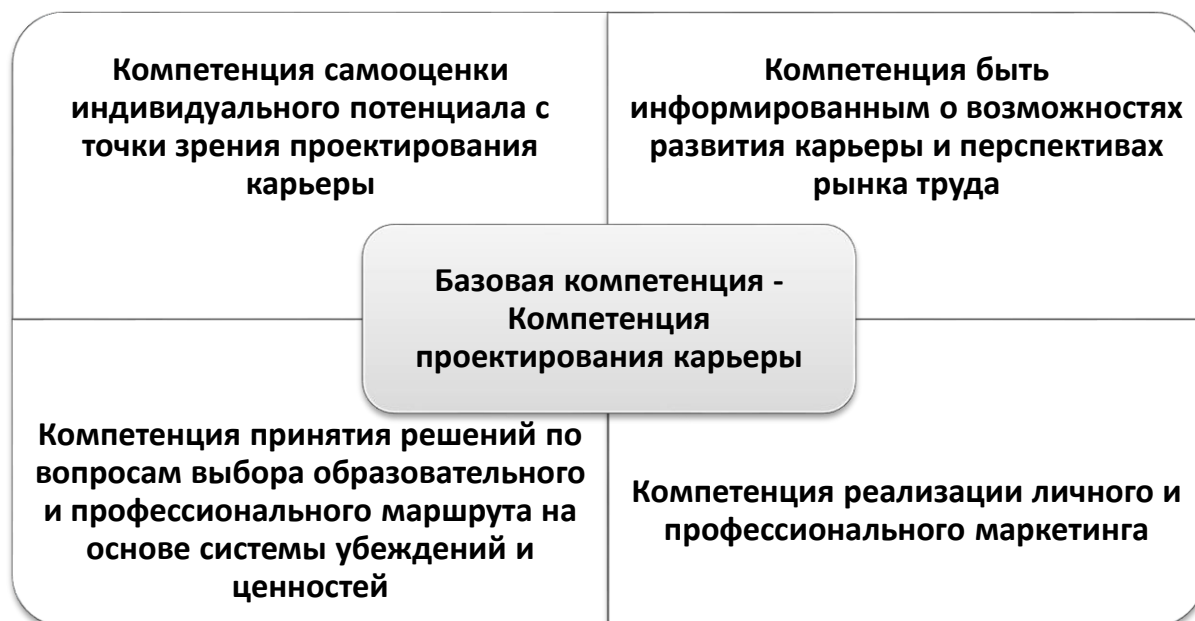 Компетенция самооценки
индивидуального потенциала с
точки зрения проектирования
карьеры
Компетенция быть
информированным о возможностях
развития карьеры и перспективах
рынка труда
Базовая компетенция -
Компетенция
проектирования карьеры
Компетенция принятия решений по
вопросам выбора образовательного
и профессионального маршрута на
основе системы убеждений и
ценностей
Компетенция реализации личного и
профессионального маркетинга